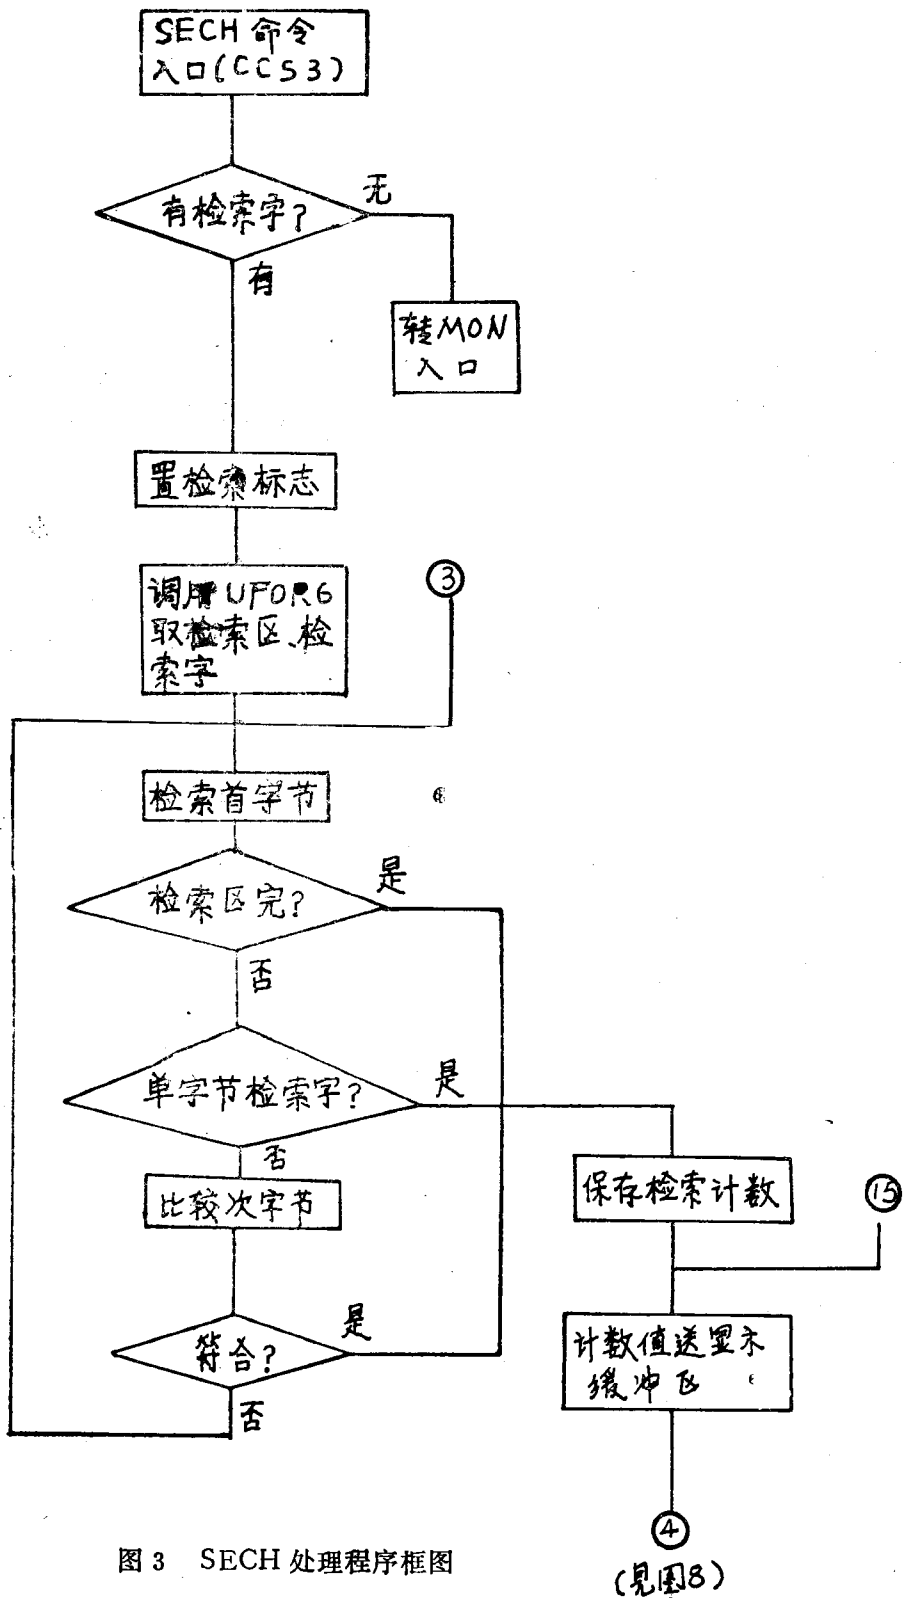 SECH 命令
入口(CCS3)
有检索字?
无
有
转MON
入口
置检索标志
③
调用UFOR6
取检索区、检
索字
检索首字节
检索区完?
是
否
单字节检索字?
是
否
保存检索计数
⑮
比较次字节
符合?
是
否
计数值送显示
缓冲区
④
(见图8)
图 3 SECH 处理程序框图